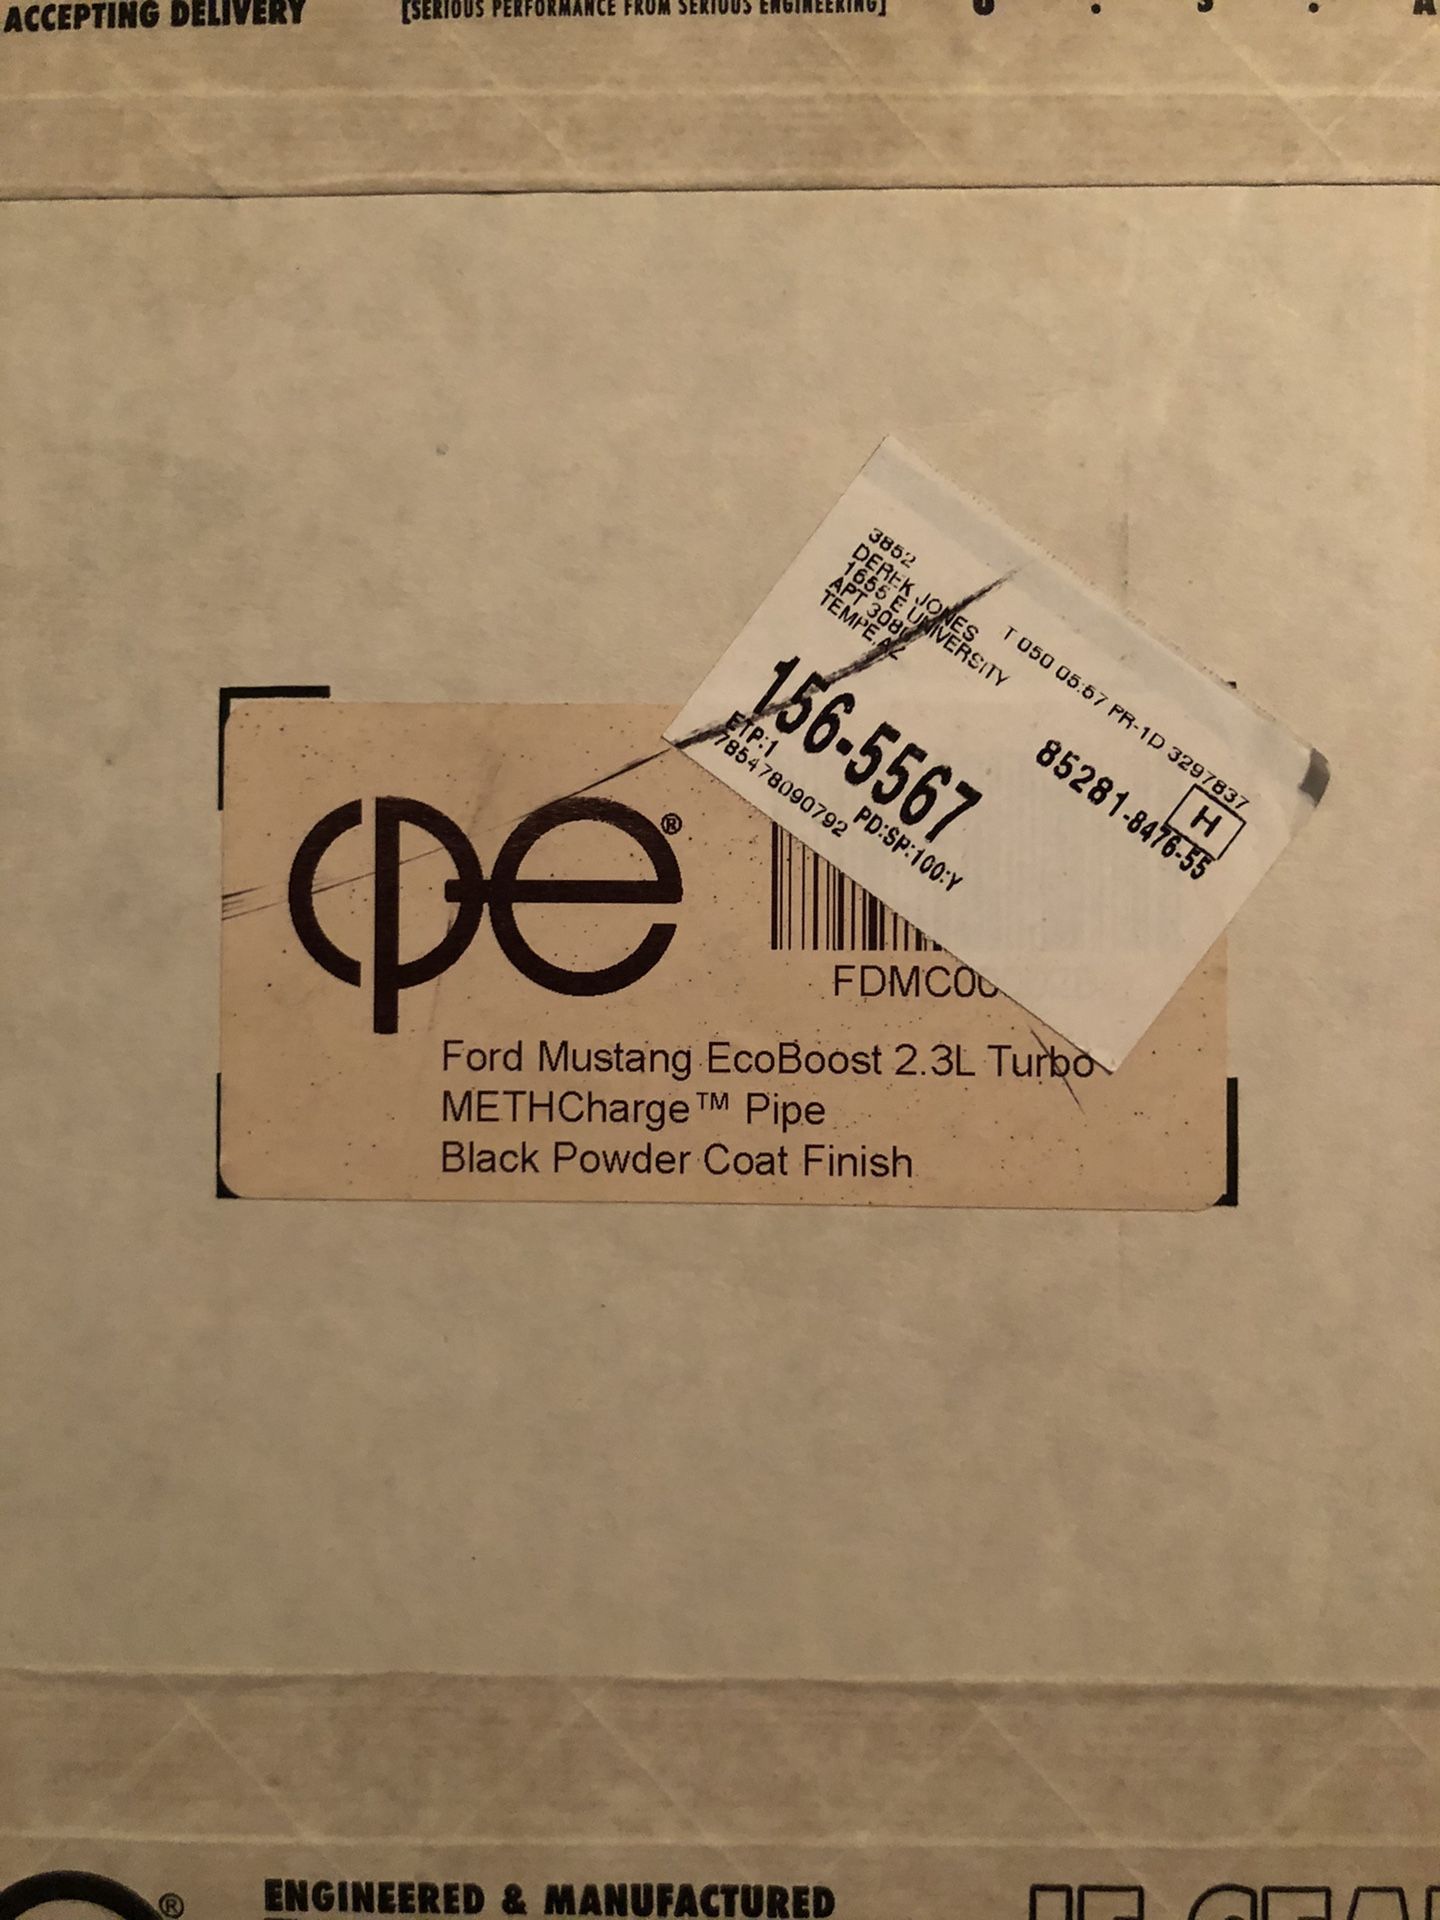 ACCEPTING DELIVERY
[SERIOUS PERFORMANCE FROM SERIOUS ENGINEERING]
U . S . A
3852
DEREK JONES
1655 E UNIVERSITY
APT 308
TEMPE, AZ
T 050 05:57 PR-1D 3297837
156-5567
85281-8476-55
H
ETP:1
785478090792 PD:SP:100:Y
cpe®
FDMC00
Ford Mustang EcoBoost 2.3L Turbo
METHCharge™ Pipe
Black Powder Coat Finish
®
ENGINEERED & MANUFACTURED
IF SEAL